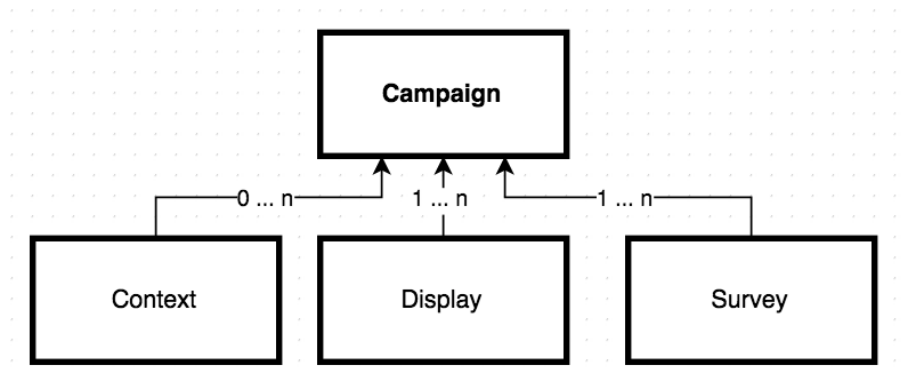 Campaign
0 ... n
1 ... n
1 ... n
Context
Display
Survey